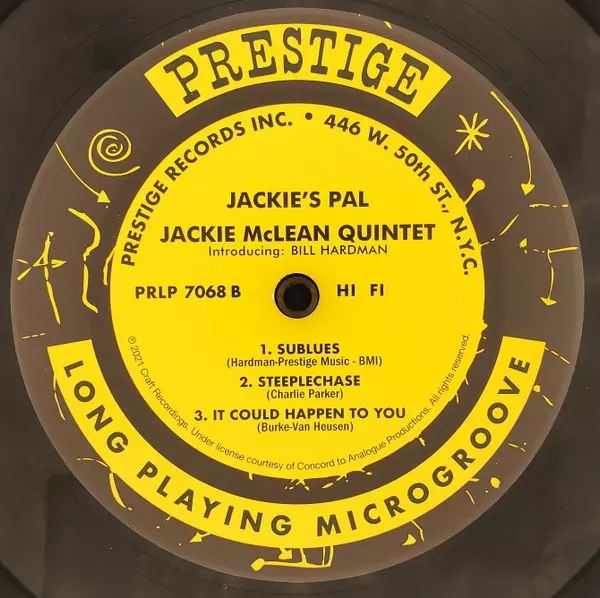 PRESTIGE
PRESTIGE RECORDS INC. • 446 W. 50th ST., N.Y.C.
JACKIE'S PAL
JACKIE McLEAN QUINTET
Introducing: BILL HARDMAN
PRLP 7068 B HI FI
1. SUBLUES
(Hardman-Prestige Music - BMI)
2. STEEPLECHASE
(Charlie Parker)
3. IT COULD HAPPEN TO YOU
(Burke-Van Heusen)
℗ 2021 Craft Recordings. Under license courtesy of Concord to Analogue Productions. All rights reserved.
LONG PLAYING MICROGROOVE